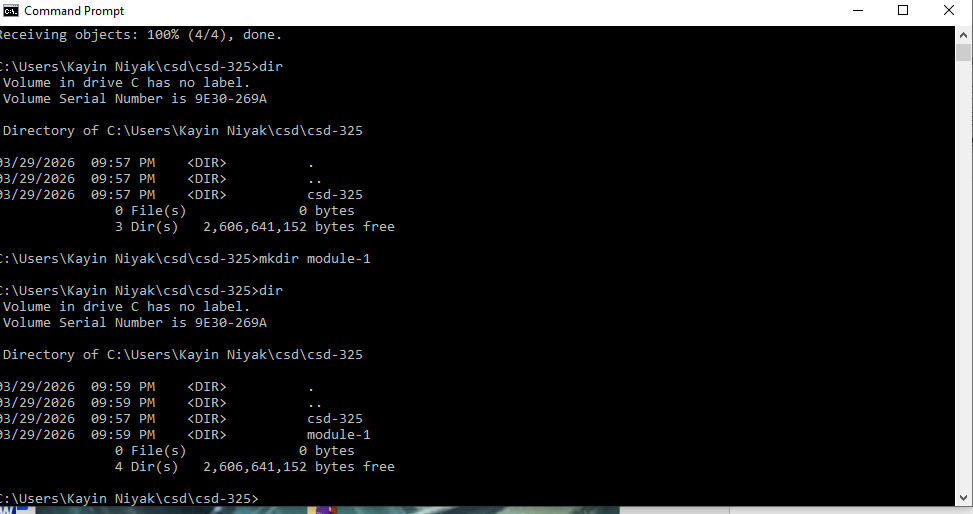 Command Prompt
Receiving objects: 100% (4/4), done.
C:\Users\Kayin Niyak\csd\csd-325>dir
 Volume in drive C has no label.
 Volume Serial Number is 9E30-269A
 Directory of C:\Users\Kayin Niyak\csd\csd-325
03/29/2026  09:57 PM    <DIR>          .
03/29/2026  09:57 PM    <DIR>          ..
03/29/2026  09:57 PM    <DIR>          csd-325
               0 File(s)              0 bytes
               3 Dir(s)   2,606,641,152 bytes free
C:\Users\Kayin Niyak\csd\csd-325>mkdir module-1
C:\Users\Kayin Niyak\csd\csd-325>dir
 Volume in drive C has no label.
 Volume Serial Number is 9E30-269A
 Directory of C:\Users\Kayin Niyak\csd\csd-325
03/29/2026  09:59 PM    <DIR>          .
03/29/2026  09:59 PM    <DIR>          ..
03/29/2026  09:57 PM    <DIR>          csd-325
03/29/2026  09:59 PM    <DIR>          module-1
               0 File(s)              0 bytes
               4 Dir(s)   2,606,641,152 bytes free
C:\Users\Kayin Niyak\csd\csd-325>